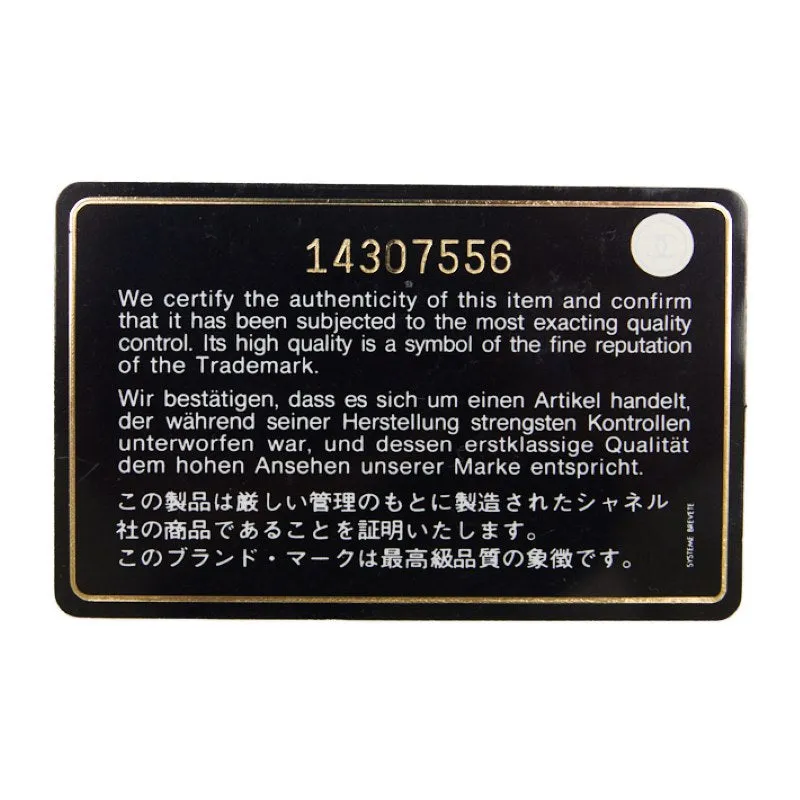 14307556
We certify the authenticity of this item and confirm
that it has been subjected to the most exacting quality
control. Its high quality is a symbol of the fine reputation
of the Trademark.
Wir bestätigen, dass es sich um einen Artikel handelt,
der während seiner Herstellung strengsten Kontrollen
unterworfen war, und dessen erstklassige Qualität
dem hohen Ansehen unserer Marke entspricht.
この製品は厳しい管理のもとに製造されたシャネル
社の商品であることを証明いたします。
このブランド・マークは最高級品質の象徴です。
SYSTEME BREVETE